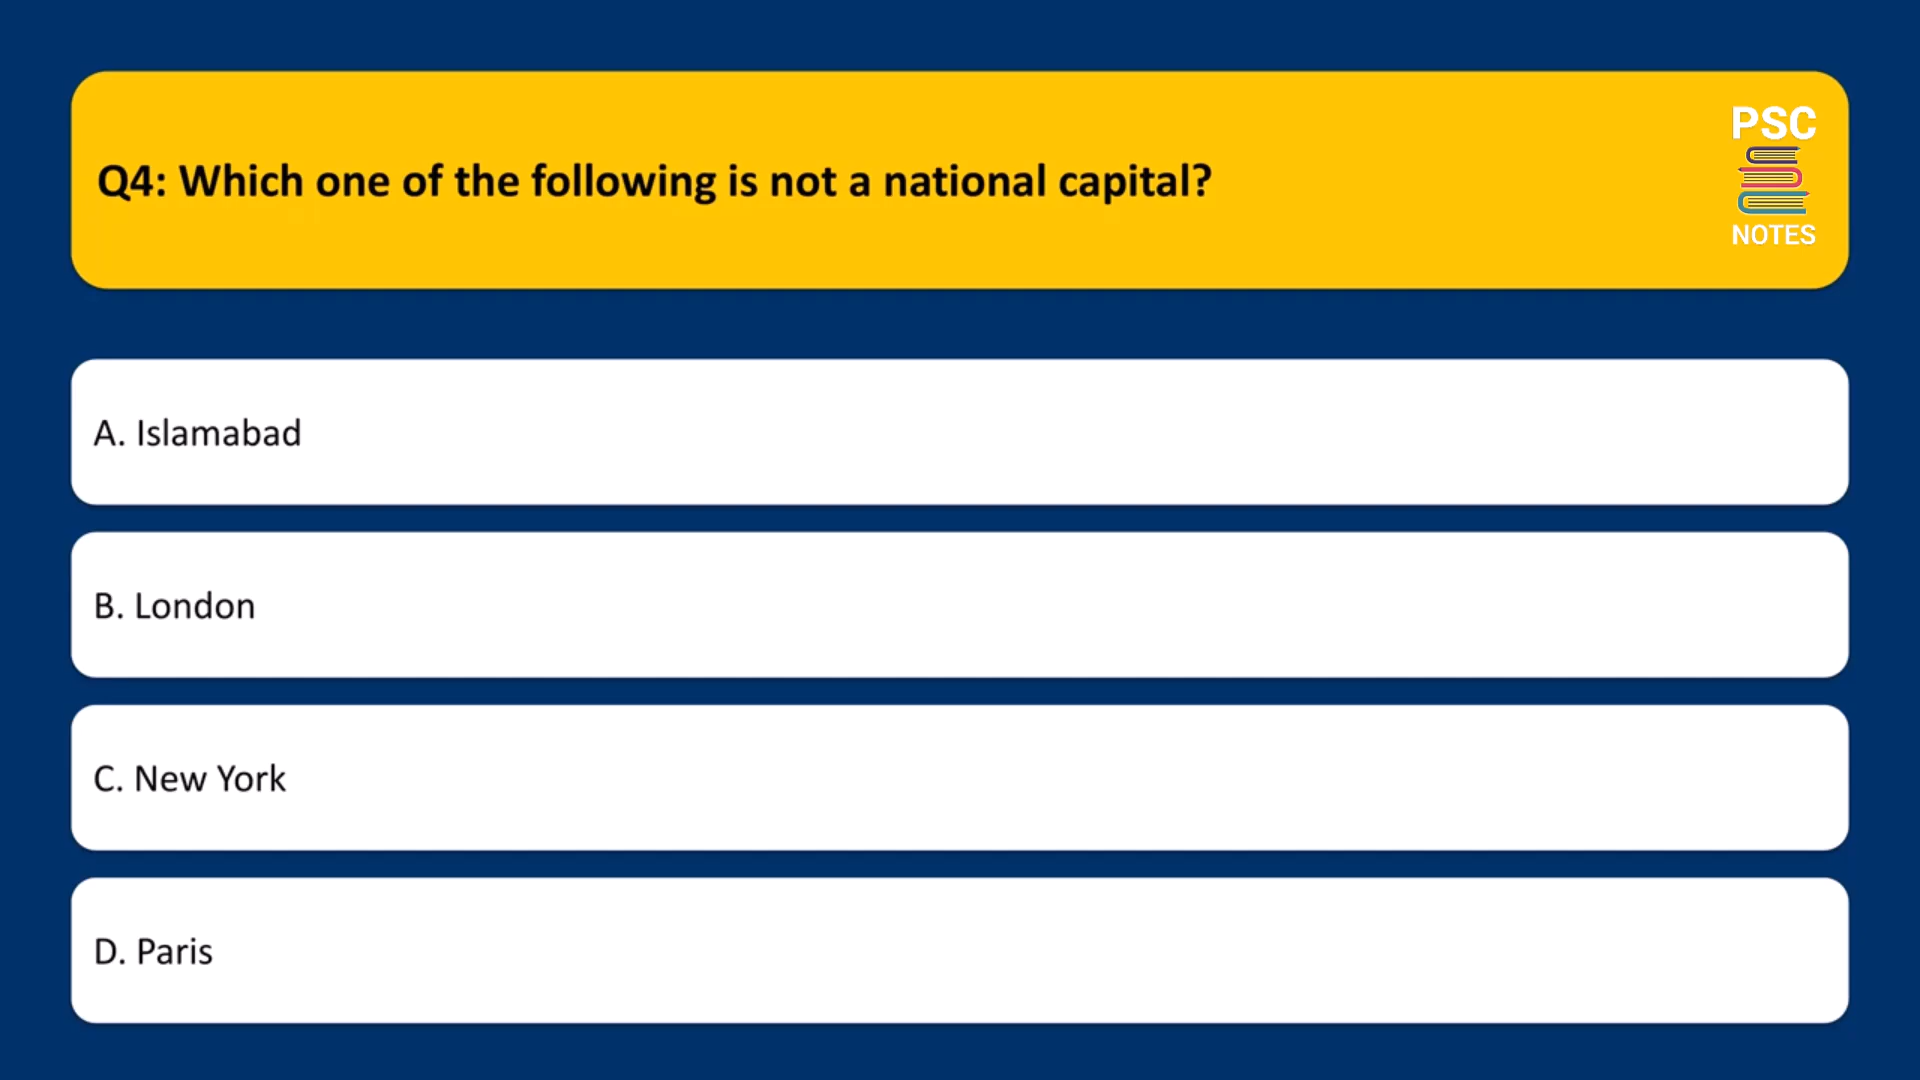 Q4: Which one of the following is not a national capital?
PSC
NOTES
A. Islamabad
B. London
C. New York
D. Paris